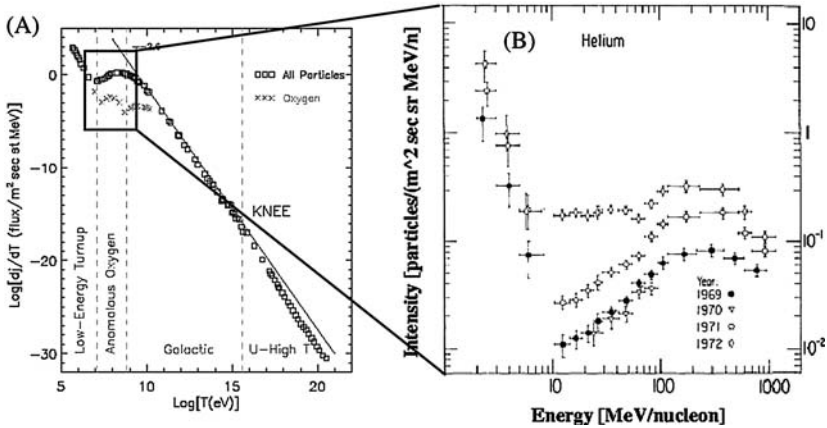 (A)
Log[dj/dT (flux/m² sec st MeV)]
0
−10
−20
−30
5
10
15
20
Log[T(eV)]
All Particles
Oxygen
KNEE
Low−Energy Turnup
Anomalous Oxygen
Galactic
U−High T
(B)
Helium
Intensity [particles/(m^2 sec sr MeV/n]
10
1
10⁻¹
10⁻²
Year.
1969
1970
1971
1972
10
100
1000
Energy [MeV/nucleon]